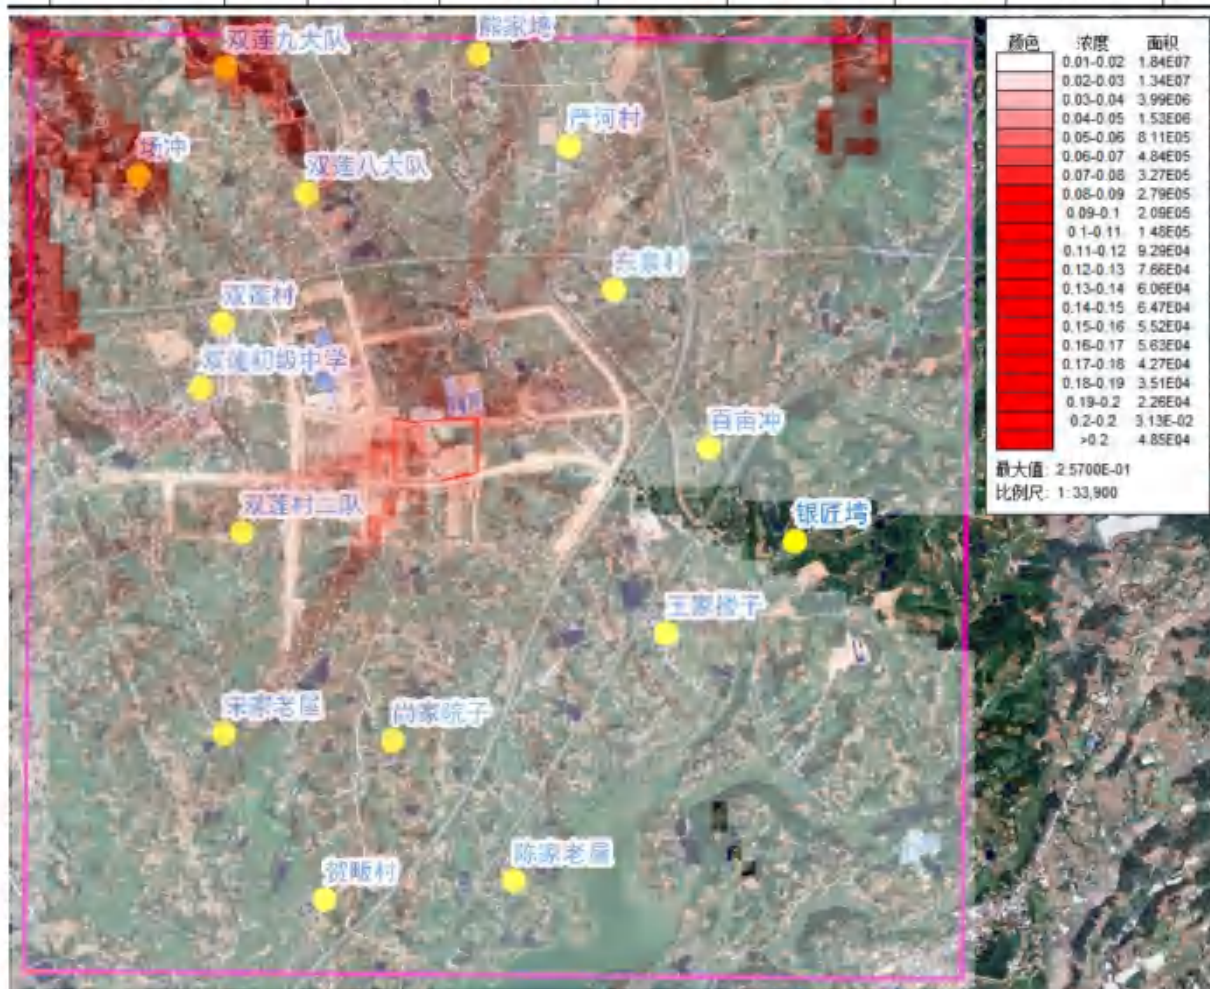 双莲九大队
熊家塆
严河村
场冲
双莲八大队
东泉村
双莲村
双莲初级中学
百亩冲
双莲村二队
银匠塆
王家楼子
宋家老屋
尚家院子
贺畈村
陈家老屋
颜色 浓度 面积
0.01-0.02 1.84E07
0.02-0.03 1.34E07
0.03-0.04 3.99E06
0.04-0.05 1.53E06
0.05-0.06 8.11E05
0.06-0.07 4.84E05
0.07-0.08 3.27E05
0.08-0.09 2.79E05
0.09-0.1 2.09E05
0.1-0.11 1.48E05
0.11-0.12 9.29E04
0.12-0.13 7.66E04
0.13-0.14 6.06E04
0.14-0.15 6.47E04
0.15-0.16 5.52E04
0.16-0.17 5.63E04
0.17-0.18 4.27E04
0.18-0.19 3.51E04
0.19-0.2 2.26E04
0.2-0.2 3.13E-02
>0.2 4.85E04
最大值: 2.5700E-01
比例尺: 1:33,900